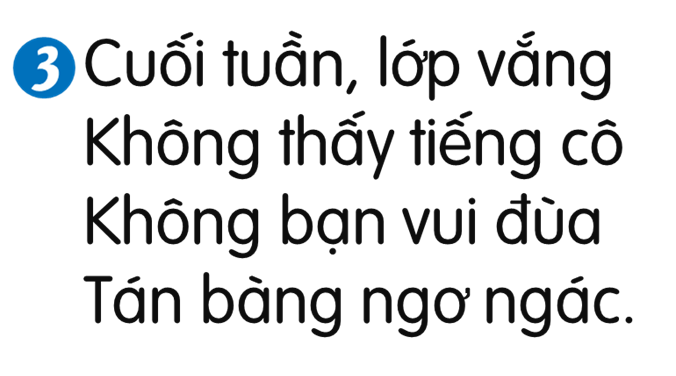 3 Cuối tuần, lớp vắng
Không thấy tiếng cô
Không bạn vui đùa
Tán bàng ngơ ngác.